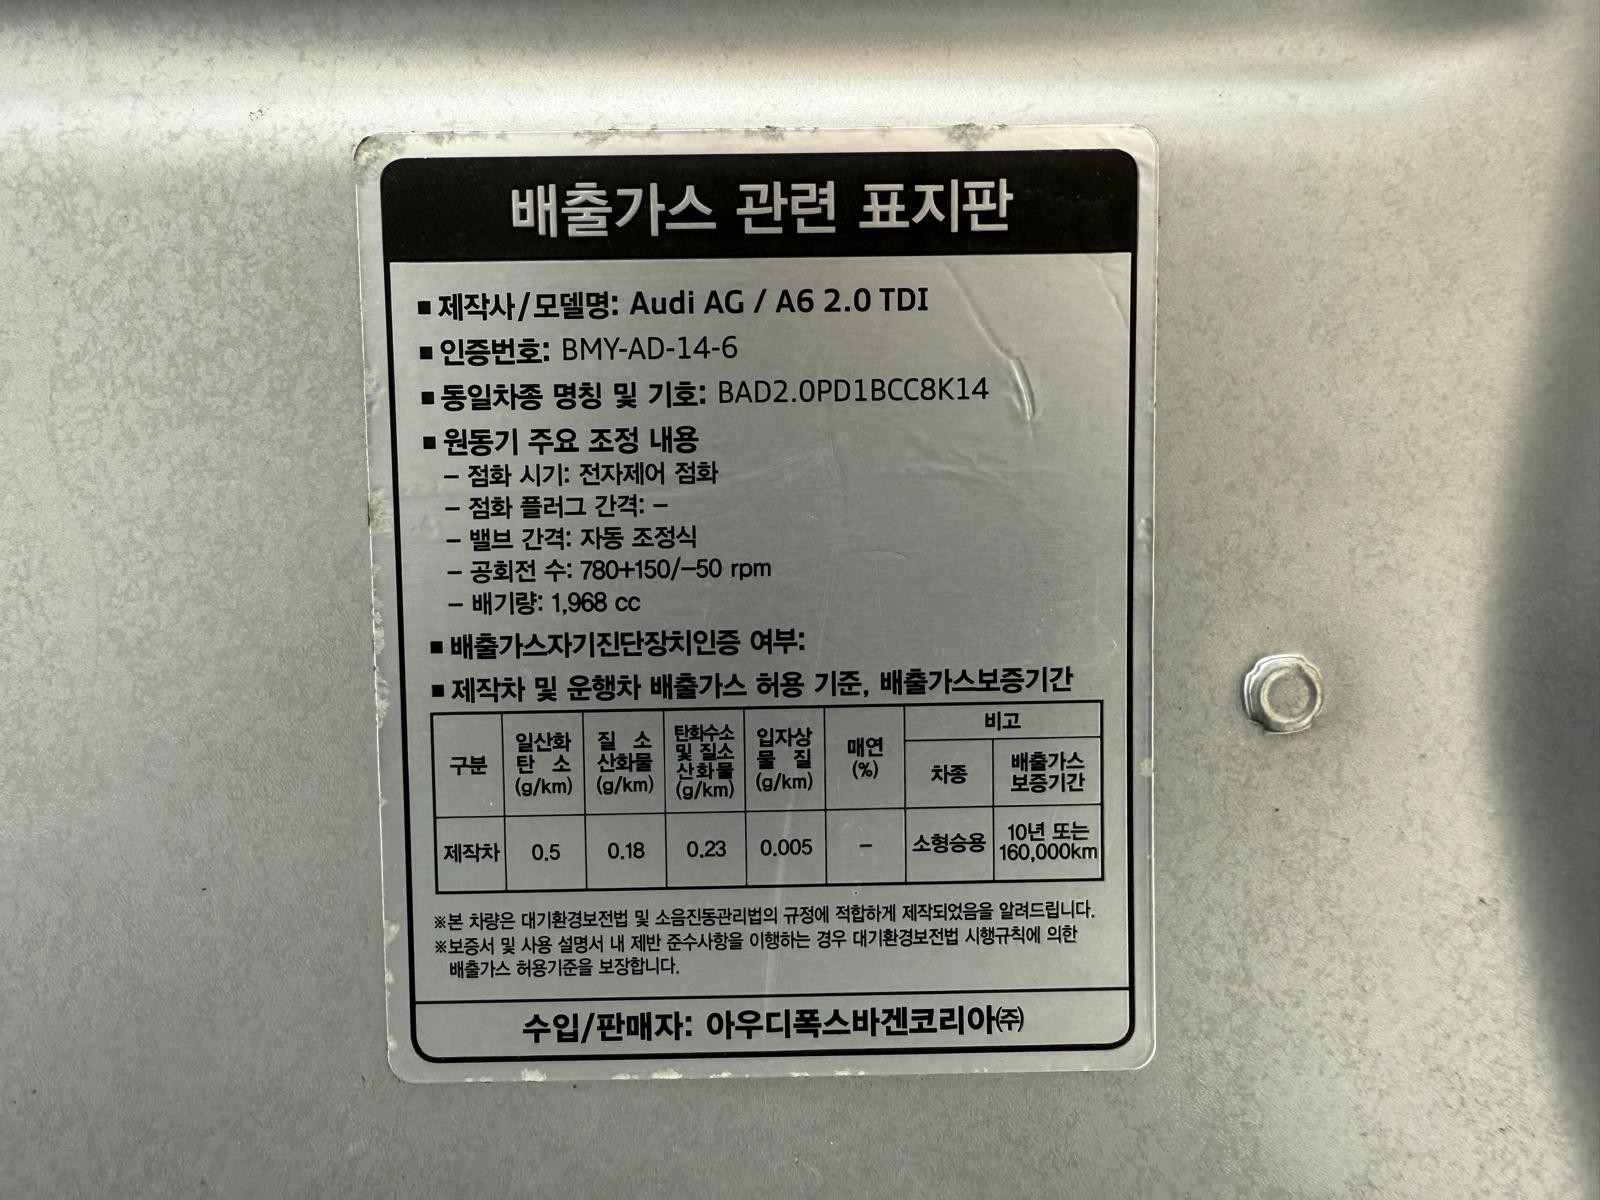 배출가스 관련 표지판
■ 제작사/모델명: Audi AG / A6 2.0 TDI
■ 인증번호: BMY-AD-14-6
■ 동일차종 명칭 및 기호: BAD2.0PD1BCC8K14
■ 원동기 주요 조정 내용
– 점화 시기: 전자제어 점화
– 점화 플러그 간격: –
– 밸브 간격: 자동 조정식
– 공회전 수: 780+150/–50 rpm
– 배기량: 1,968 cc
■ 배출가스자기진단장치인증 여부:
■ 제작차 및 운행차 배출가스 허용 기준, 배출가스보증기간
구분 일산화 탄 소 (g/km) 질 소 산화물 (g/km) 탄화수소 및 질소 산화물 (g/km) 입자상 물 질 (g/km) 매연 (%) 비고
차종 배출가스 보증기간
제작차 0.5 0.18 0.23 0.005 – 소형승용 10년 또는 160,000km
※본 차량은 대기환경보전법 및 소음진동관리법의 규정에 적합하게 제작되었음을 알려드립니다.
※보증서 및 사용 설명서 내 제반 준수사항을 이행하는 경우 대기환경보전법 시행규칙에 의한
배출가스 허용기준을 보장합니다.
수입/판매자: 아우디폭스바겐코리아㈜